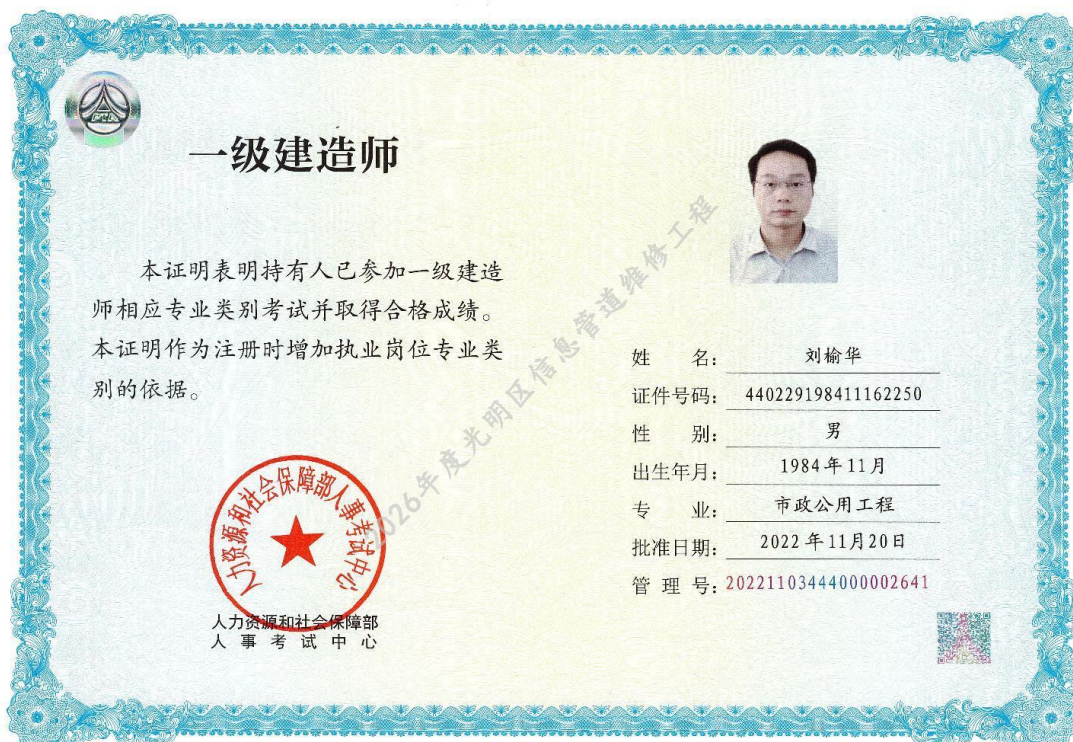 一级建造师
本证明表明持有人已参加一级建造
师相应专业类别考试并取得合格成绩。
本证明作为注册时增加执业岗位专业类
别的依据。
人力资源和社会保障部人事考试中心
人力资源和社会保障部
人事考试中心
姓 名: 刘榆华
证件号码: 440229198411162250
性 别: 男
出生年月: 1984年11月
专 业: 市政公用工程
批准日期: 2022年11月20日
管 理 号: 20221103444000002641
2026年度光明区信息管道维修工程